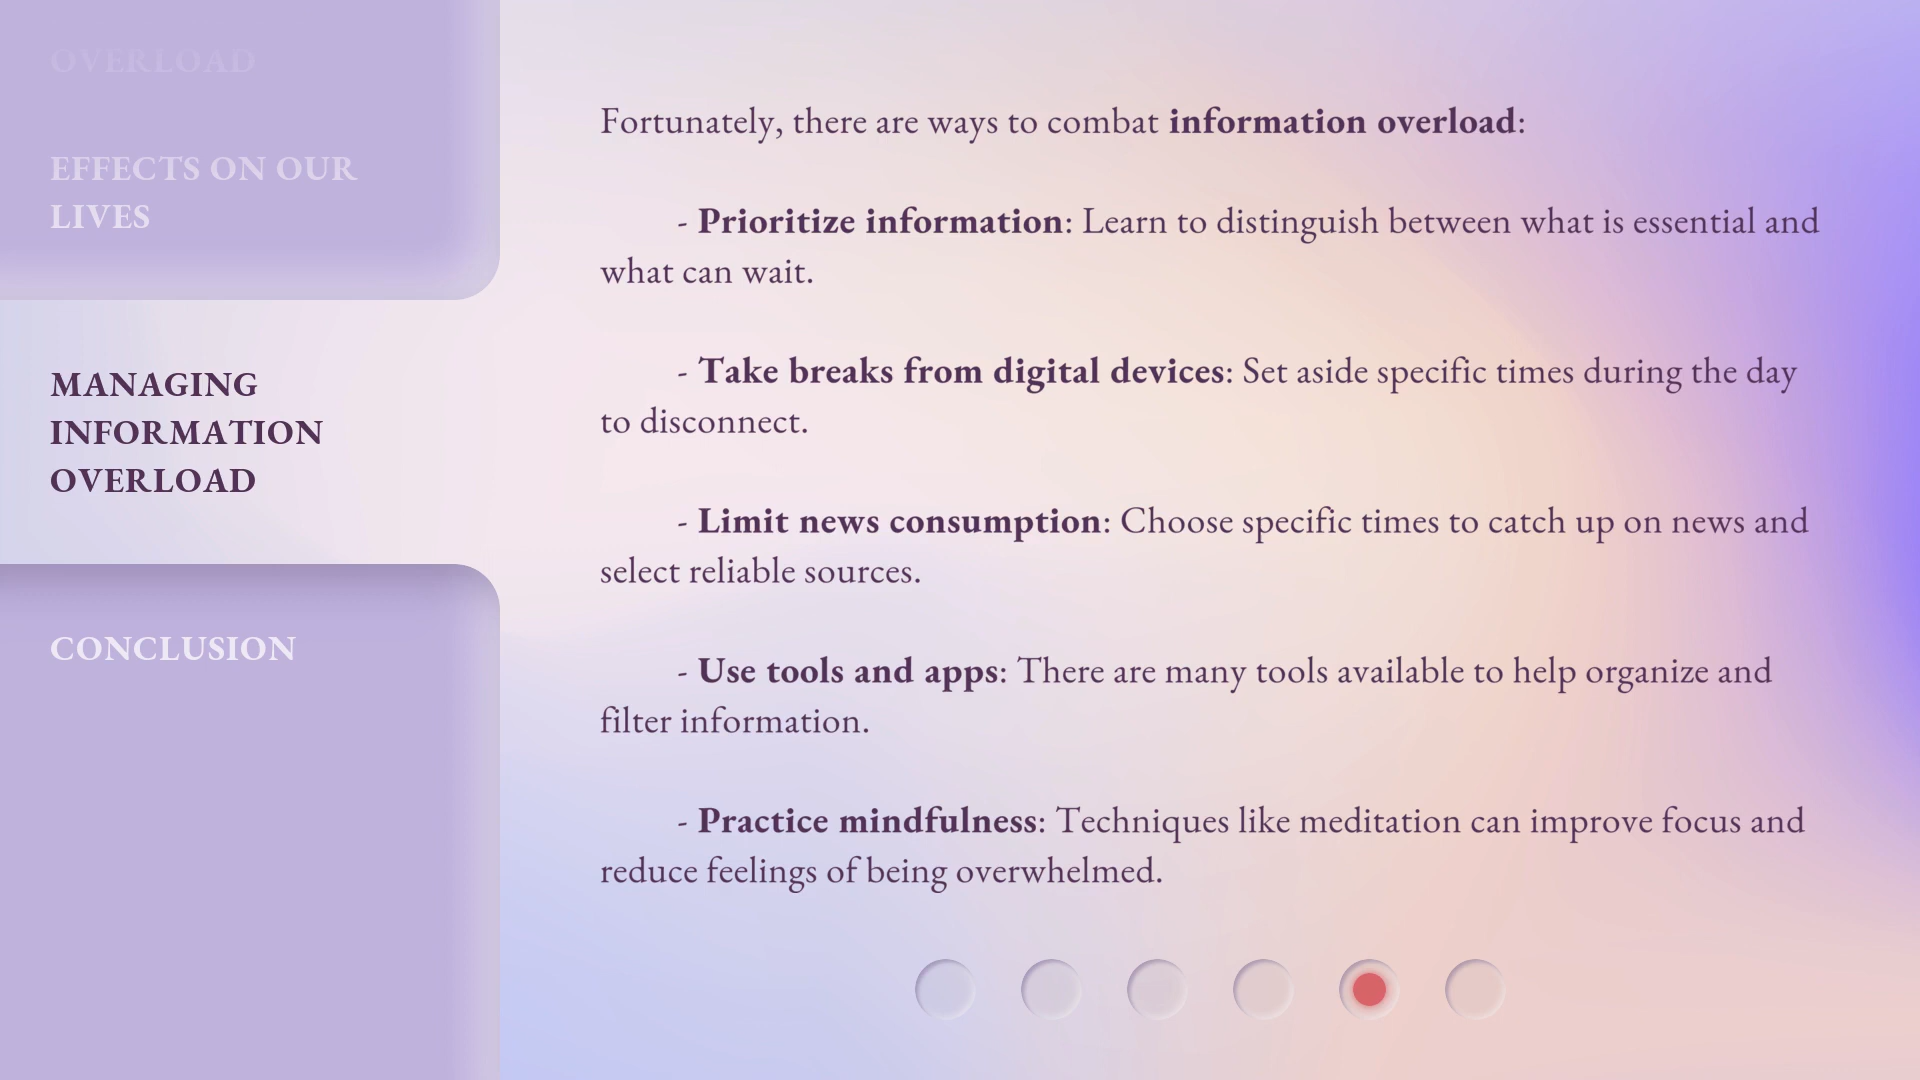 OVERLOAD
EFFECTS ON OUR
LIVES
MANAGING
INFORMATION
OVERLOAD
CONCLUSION
Fortunately, there are ways to combat information overload:
- Prioritize information: Learn to distinguish between what is essential and
what can wait.
- Take breaks from digital devices: Set aside specific times during the day
to disconnect.
- Limit news consumption: Choose specific times to catch up on news and
select reliable sources.
- Use tools and apps: There are many tools available to help organize and
filter information.
- Practice mindfulness: Techniques like meditation can improve focus and
reduce feelings of being overwhelmed.